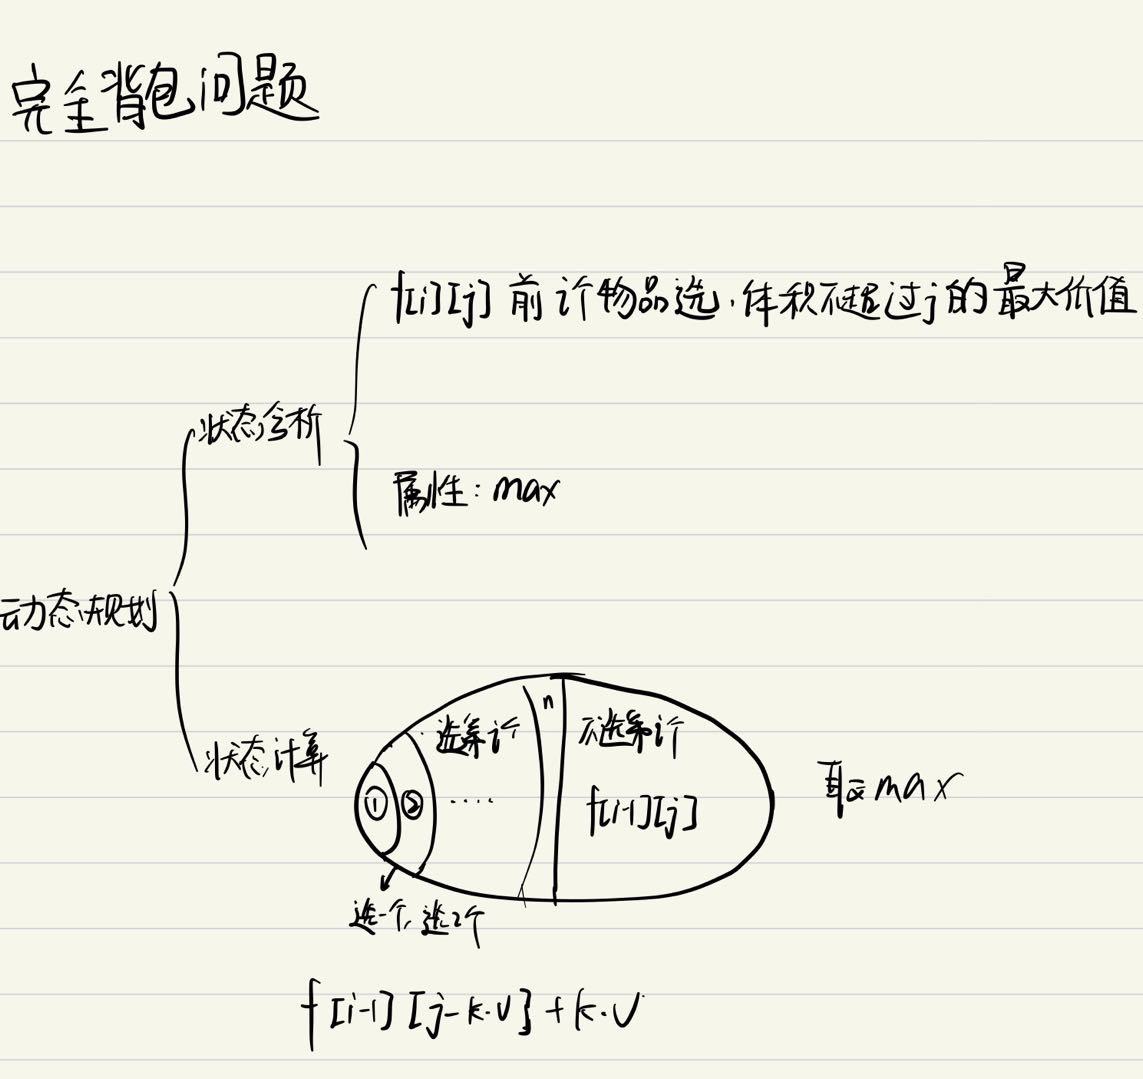 完全背包问题
f[i][j] 前i个物品选,体积不超过j的最大价值
状态分析
属性:max
动态规划
状态计算
选第i个
n
不选第i个
① ② ····
f[i-1][j]
取max
选一个,选2个
f[i-1][j-k·v]+k·v